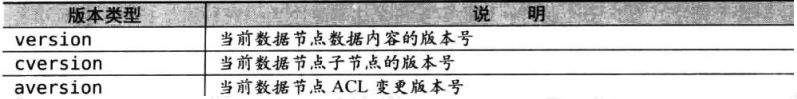 版本类型 说 明
version 当前数据节点数据内容的版本号
cversion 当前数据节点子节点的版本号
aversion 当前数据节点 ACL 变更版本号